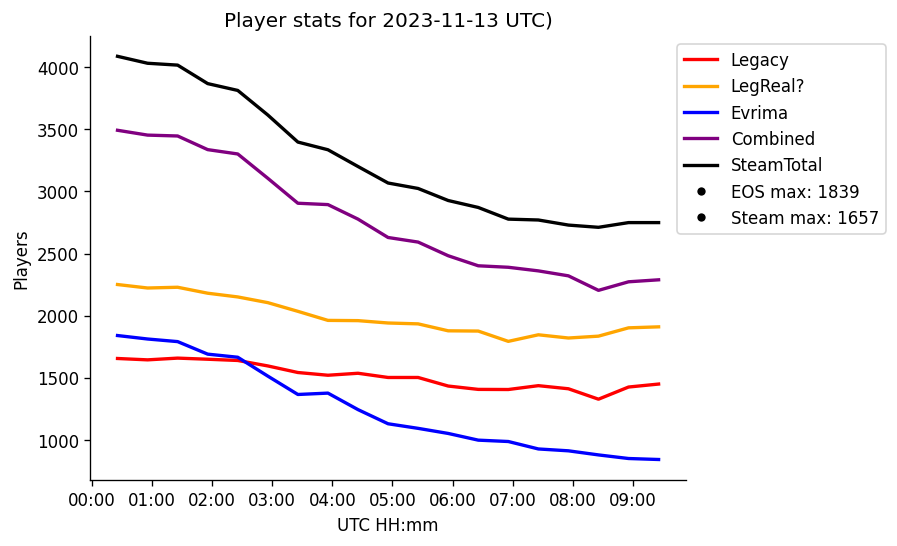 Player stats for 2023-11-13 UTC)
4000
3500
3000
2500
2000
1500
1000
Players
00:00 01:00 02:00 03:00 04:00 05:00 06:00 07:00 08:00 09:00
UTC HH:mm
Legacy
LegReal?
Evrima
Combined
SteamTotal
EOS max: 1839
Steam max: 1657